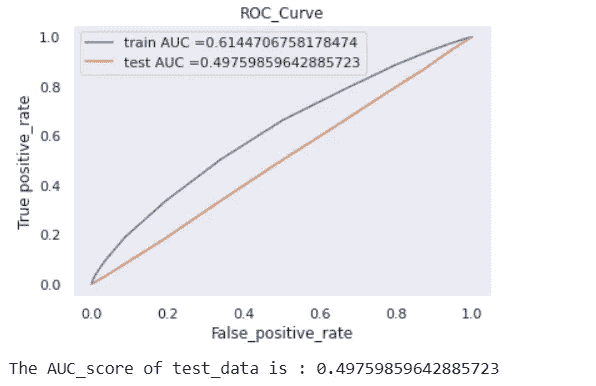 ROC_Curve
train AUC =0.6144706758178474
test AUC =0.49759859642885723
True positive_rate
1.0
0.8
0.6
0.4
0.2
0.0
0.0 0.2 0.4 0.6 0.8 1.0
False_positive_rate
The AUC_score of test_data is : 0.49759859642885723